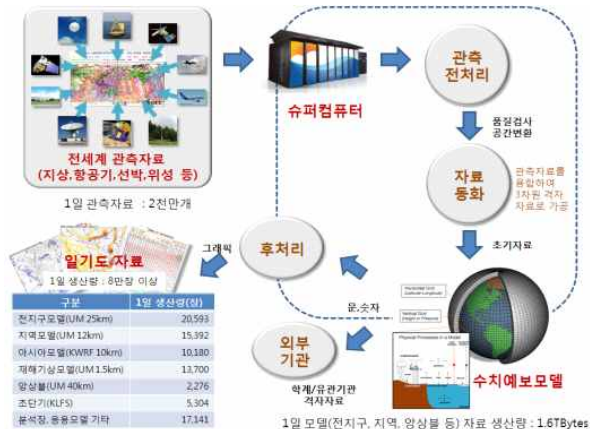 전세계 관측자료
(지상,항공기,선박,위성 등)
1일 관측자료 : 2천만개
슈퍼컴퓨터
관측
전처리
품질검사
공간변환
자료
동화
관측자료를
융합하여
3차원 격자
자료로 가공
초기자료
수치예보모델
Physical Processes in a Model
1일 모델(전지구, 지역, 앙상블 등) 자료 생산량 : 1.6TBytes
문,숫자
외부
기관
학계/유관기관
격자자료
후처리
그래픽
일기도 자료
1일 생산량 : 8만장 이상
구분 1일 생산량(장)
전지구모델(UM 25km) 20,593
지역모델(UM 12km) 15,392
아시아모델(KWRF 10km) 10,180
재해기상모델(UM 1.5km) 13,700
앙상블(UM 40km) 2,276
초단기(KLFS) 5,304
분석장, 응용모델 기타 17,141